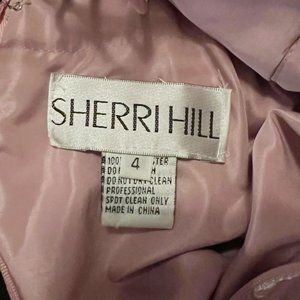 SHERRI HILL
4
DO NOT DRY CLEAN
PROFESSIONAL
SPOT CLEAN ONLY
MADE IN CHINA